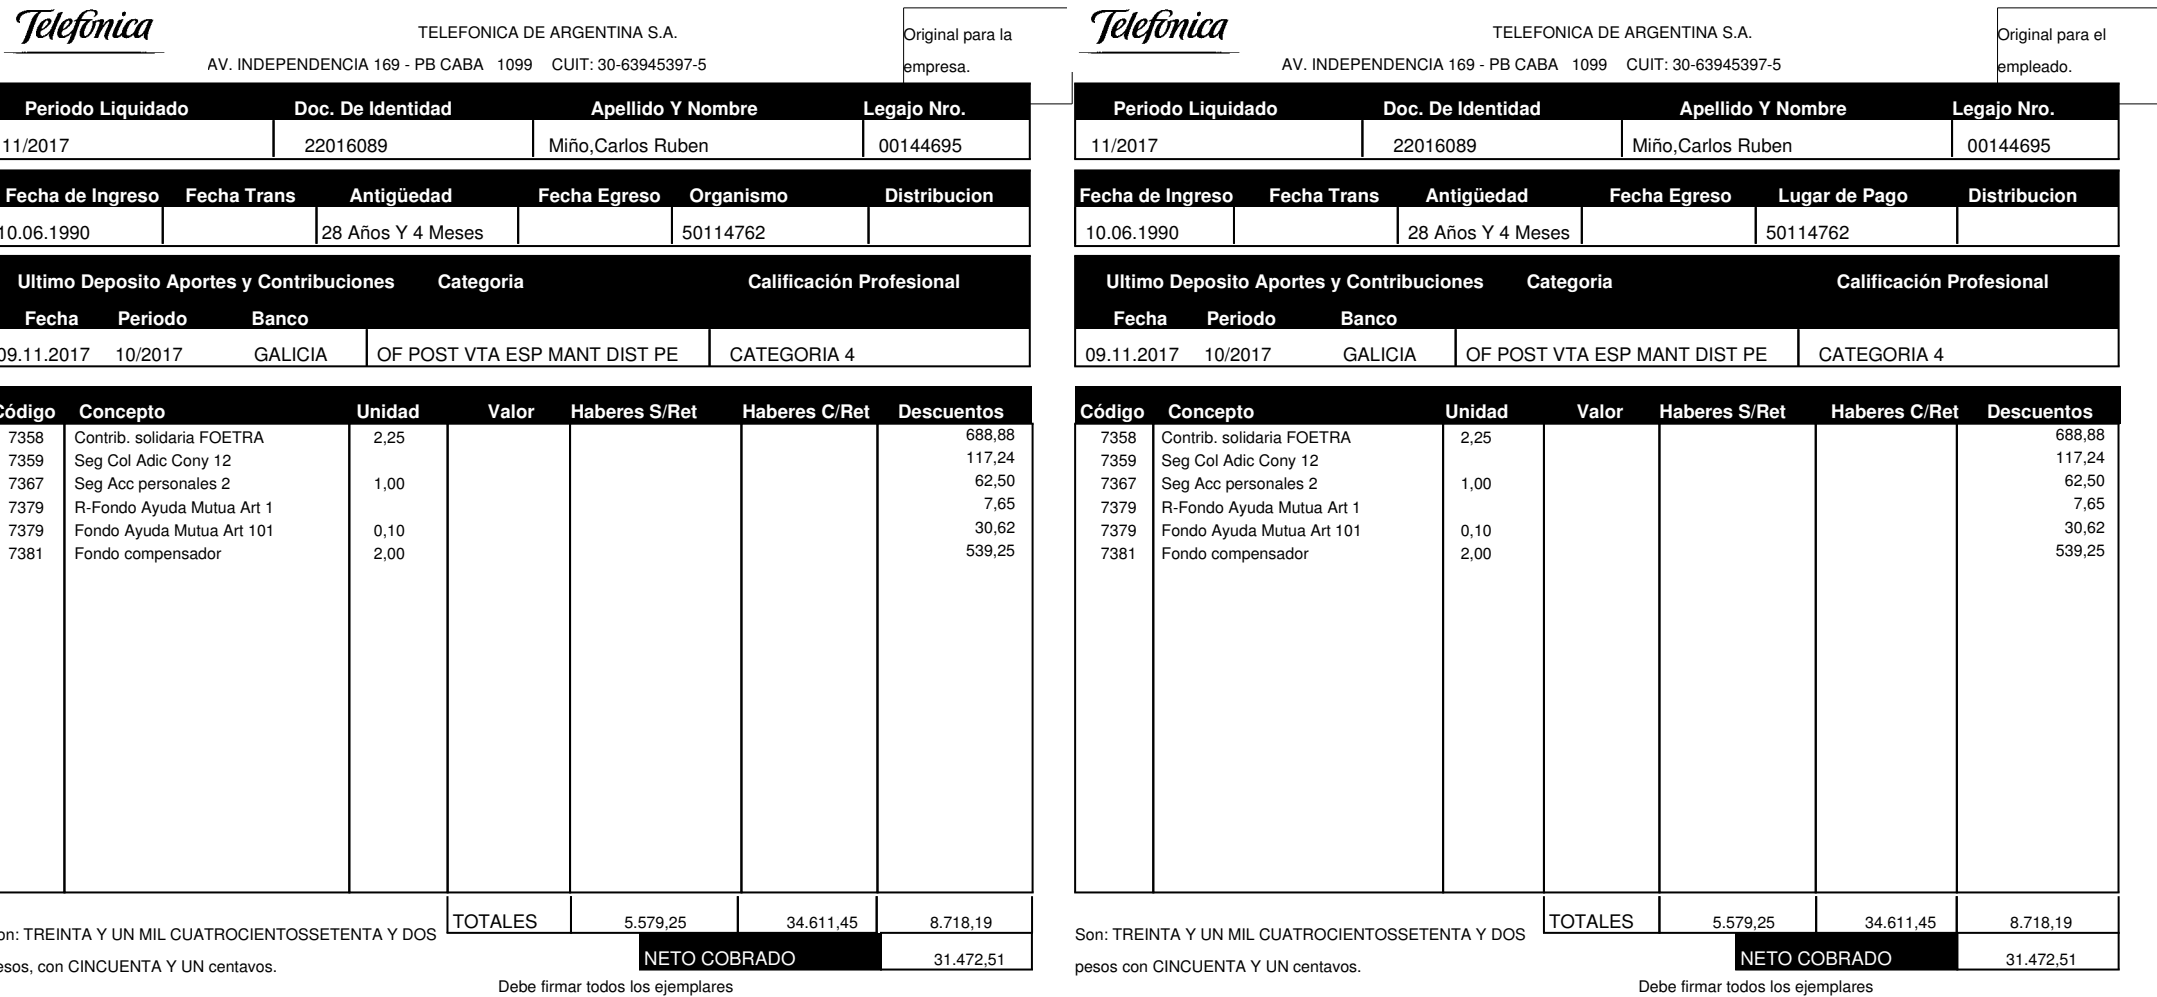 Telefónica
TELEFONICA DE ARGENTINA S.A.
Original para la
AV. INDEPENDENCIA 169 - PB CABA 1099 CUIT: 30-63945397-5
empresa.
Periodo Liquidado Doc. De Identidad Apellido Y Nombre Legajo Nro.
11/2017 22016089 Miño,Carlos Ruben 00144695
Fecha de Ingreso Fecha Trans Antigüedad Fecha Egreso Organismo Distribucion
10.06.1990 28 Años Y 4 Meses 50114762
Ultimo Deposito Aportes y Contribuciones Categoria Calificación Profesional
Fecha Periodo Banco
09.11.2017 10/2017 GALICIA OF POST VTA ESP MANT DIST PE CATEGORIA 4
Código Concepto Unidad Valor Haberes S/Ret Haberes C/Ret Descuentos
7358 Contrib. solidaria FOETRA 2,25 688,88
7359 Seg Col Adic Cony 12 117,24
7367 Seg Acc personales 2 1,00 62,50
7379 R-Fondo Ayuda Mutua Art 1 7,65
7379 Fondo Ayuda Mutua Art 101 0,10 30,62
7381 Fondo compensador 2,00 539,25
TOTALES 5.579,25 34.611,45 8.718,19
on: TREINTA Y UN MIL CUATROCIENTOSSETENTA Y DOS
NETO COBRADO 31.472,51
esos, con CINCUENTA Y UN centavos.
Debe firmar todos los ejemplares
Telefónica
TELEFONICA DE ARGENTINA S.A.
Original para el
AV. INDEPENDENCIA 169 - PB CABA 1099 CUIT: 30-63945397-5
empleado.
Periodo Liquidado Doc. De Identidad Apellido Y Nombre Legajo Nro.
11/2017 22016089 Miño,Carlos Ruben 00144695
Fecha de Ingreso Fecha Trans Antigüedad Fecha Egreso Lugar de Pago Distribucion
10.06.1990 28 Años Y 4 Meses 50114762
Ultimo Deposito Aportes y Contribuciones Categoria Calificación Profesional
Fecha Periodo Banco
09.11.2017 10/2017 GALICIA OF POST VTA ESP MANT DIST PE CATEGORIA 4
Código Concepto Unidad Valor Haberes S/Ret Haberes C/Ret Descuentos
7358 Contrib. solidaria FOETRA 2,25 688,88
7359 Seg Col Adic Cony 12 117,24
7367 Seg Acc personales 2 1,00 62,50
7379 R-Fondo Ayuda Mutua Art 1 7,65
7379 Fondo Ayuda Mutua Art 101 0,10 30,62
7381 Fondo compensador 2,00 539,25
TOTALES 5.579,25 34.611,45 8.718,19
Son: TREINTA Y UN MIL CUATROCIENTOSSETENTA Y DOS
NETO COBRADO 31.472,51
pesos con CINCUENTA Y UN centavos.
Debe firmar todos los ejemplares